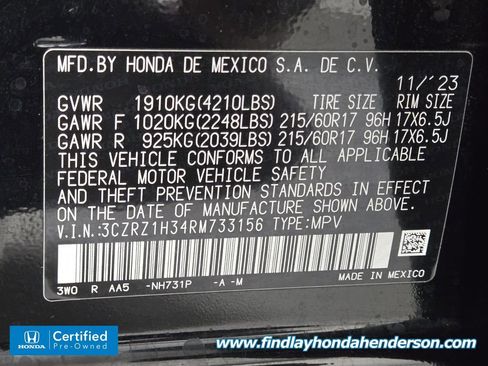 MFD.BY HONDA DE MEXICO S.A. DE C.V.
11/'23
GVWR 1910KG(4210LBS) TIRE SIZE RIM SIZE
GAWR F 1020KG(2248LBS) 215/60R17 96H 17X6.5J
GAWR R 925KG(2039LBS) 215/60R17 96H 17X6.5J
THIS VEHICLE CONFORMS TO ALL APPLICABLE
FEDERAL MOTOR VEHICLE SAFETY
AND THEFT PREVENTION STANDARDS IN EFFECT
ON THE DATE OF MANUFACTURE SHOWN ABOVE.
V.I.N.:3CZRZ1H34RM733156 TYPE:MPV
3W0 R AA5 -NH731P -A -M MADE IN MEXICO
HONDA
Certified
Pre-Owned
www.findlayhondahenderson.com